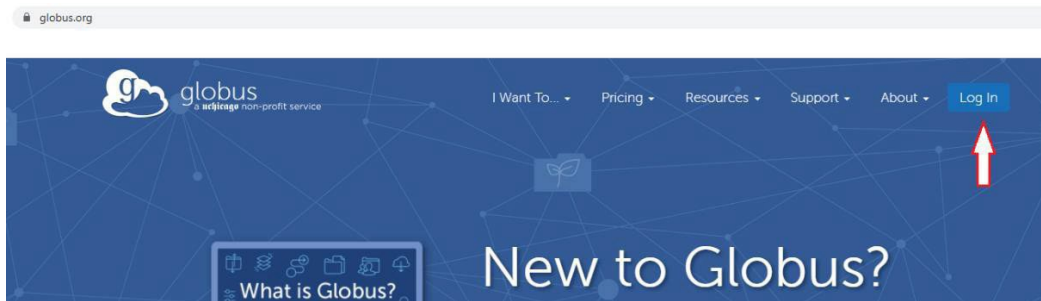 globus.org
g
globus
a uchicago non-profit service
I Want To... Pricing Resources Support About Log In
New to Globus?
What is Globus?